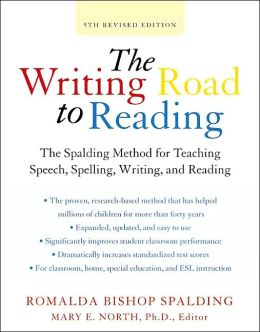 5TH REVISED EDITION
The
Writing Road
to Reading
The Spalding Method for Teaching
Speech, Spelling, Writing, and Reading
• The proven, research-based method that has helped
millions of children for more than forty years
• Expanded, updated, and easy to use
• Significantly improves student classroom performance
• Dramatically increases standardized test scores
• For classroom, home, special education, and ESL instruction
ROMALDA BISHOP SPALDING
MARY E. NORTH, PH.D., EDITOR